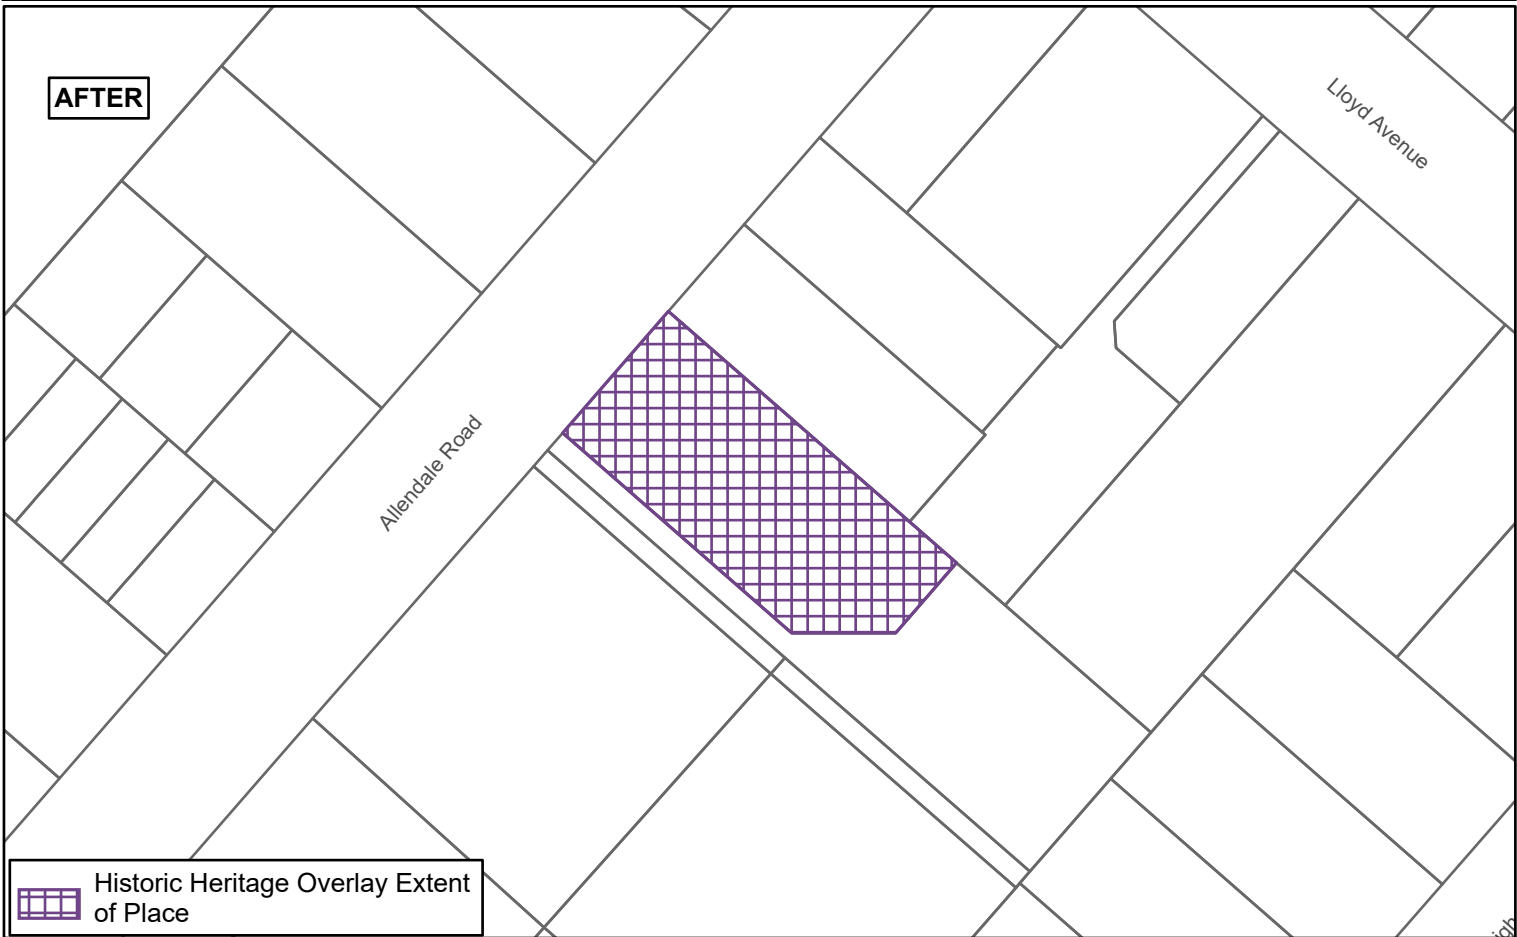 AFTER
Lloyd Avenue
Allendale Road
Historic Heritage Overlay Extent
of Place